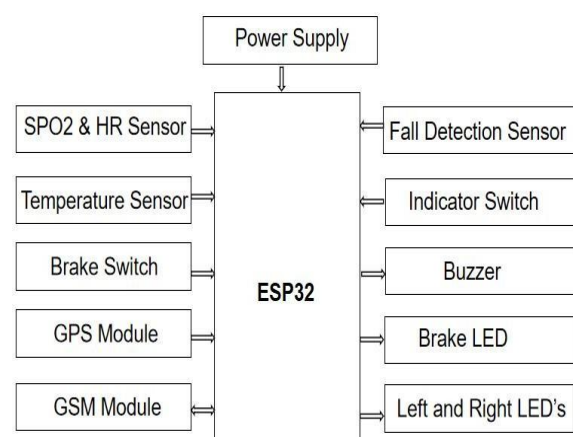 Power Supply
SPO2 & HR Sensor
Fall Detection Sensor
Temperature Sensor
Indicator Switch
Brake Switch
Buzzer
ESP32
GPS Module
Brake LED
GSM Module
Left and Right LED's